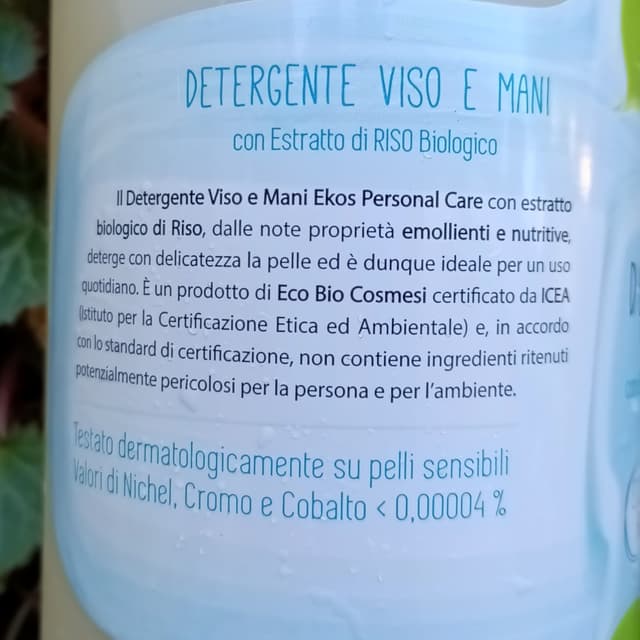 DETERGENTE VISO E MANI
con Estratto di RISO Biologico
Il Detergente Viso e Mani Ekos Personal Care con estratto
biologico di Riso, dalle note proprietà emollienti e nutritive,
deterge con delicatezza la pelle ed è dunque ideale per un uso
quotidiano. È un prodotto di Eco Bio Cosmesi certificato da ICEA
(Istituto per la Certificazione Etica ed Ambientale) e, in accordo
con lo standard di certificazione, non contiene ingredienti ritenuti
potenzialmente pericolosi per la persona e per l'ambiente.
Testato dermatologicamente su pelli sensibili
Valori di Nichel, Cromo e Cobalto < 0,00004 %